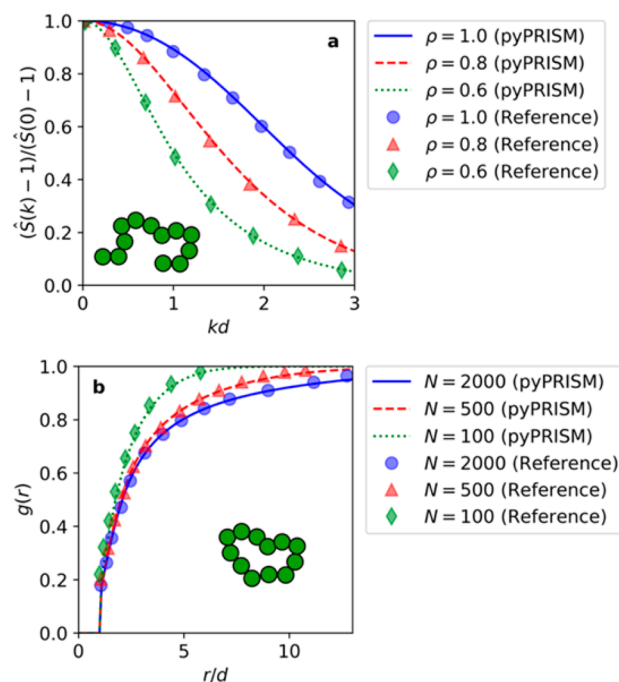 a
1.0
0.8
0.6
0.4
0.2
0.0
0 1 2 3
kd
(Ŝ(k) − 1)/(Ŝ(0) − 1)
ρ = 1.0 (pyPRISM)
ρ = 0.8 (pyPRISM)
ρ = 0.6 (pyPRISM)
ρ = 1.0 (Reference)
ρ = 0.8 (Reference)
ρ = 0.6 (Reference)
b
1.0
0.8
0.6
0.4
0.2
0.0
0 5 10
r/d
g(r)
N = 2000 (pyPRISM)
N = 500 (pyPRISM)
N = 100 (pyPRISM)
N = 2000 (Reference)
N = 500 (Reference)
N = 100 (Reference)